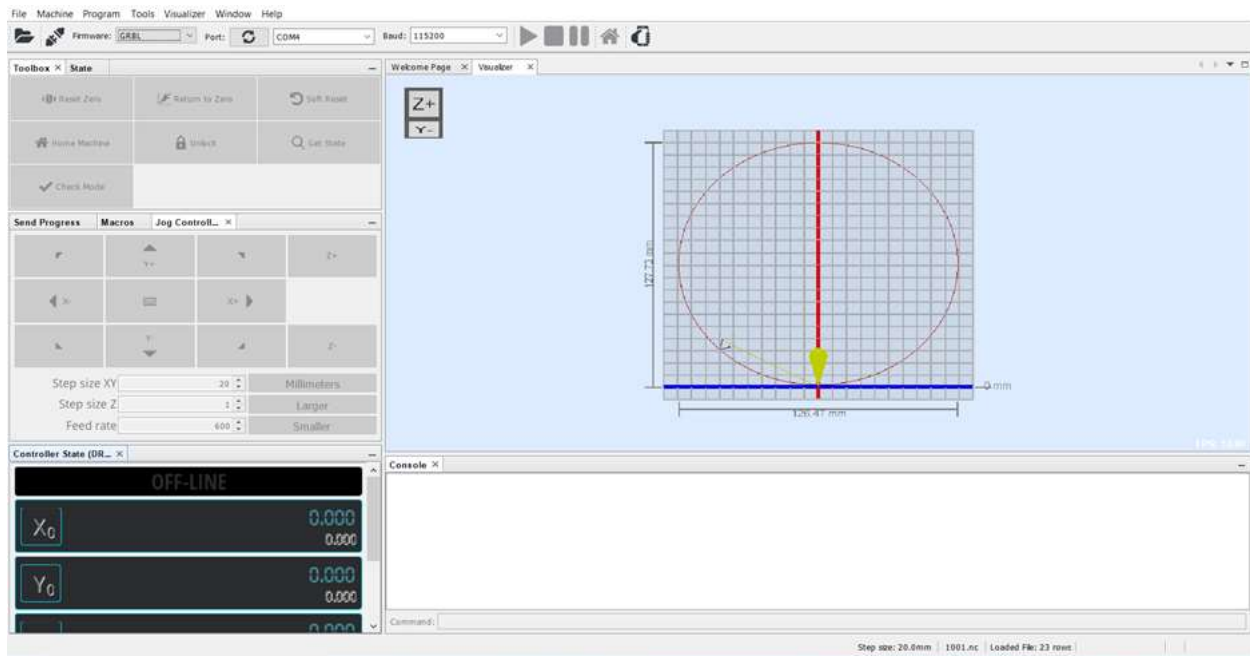 File Machine Program Tools Visualizer Window Help
Firmware: GRBL Port: COM4 Baud: 115200
Toolbox × State
Reset Zero Return to Zero Soft Reset
Home Machine Unlock Get State
Check Mode
Send Progress Macros Jog Controll... ×
Y+ Z+
X- X+
Y- Z-
Step size XY 20 Millimeters
Step size Z 1 Larger
Feed rate 600 Smaller
Controller State (DR... ×
OFF-LINE
X0 0.000
0.000
Y0 0.000
0.000
0.000
Welcome Page × Visualizer ×
Z+
Y-
127.73 mm
0 mm
126.47 mm
Console ×
Command:
Step size: 20.0mm 1001.nc Loaded File: 23 rows